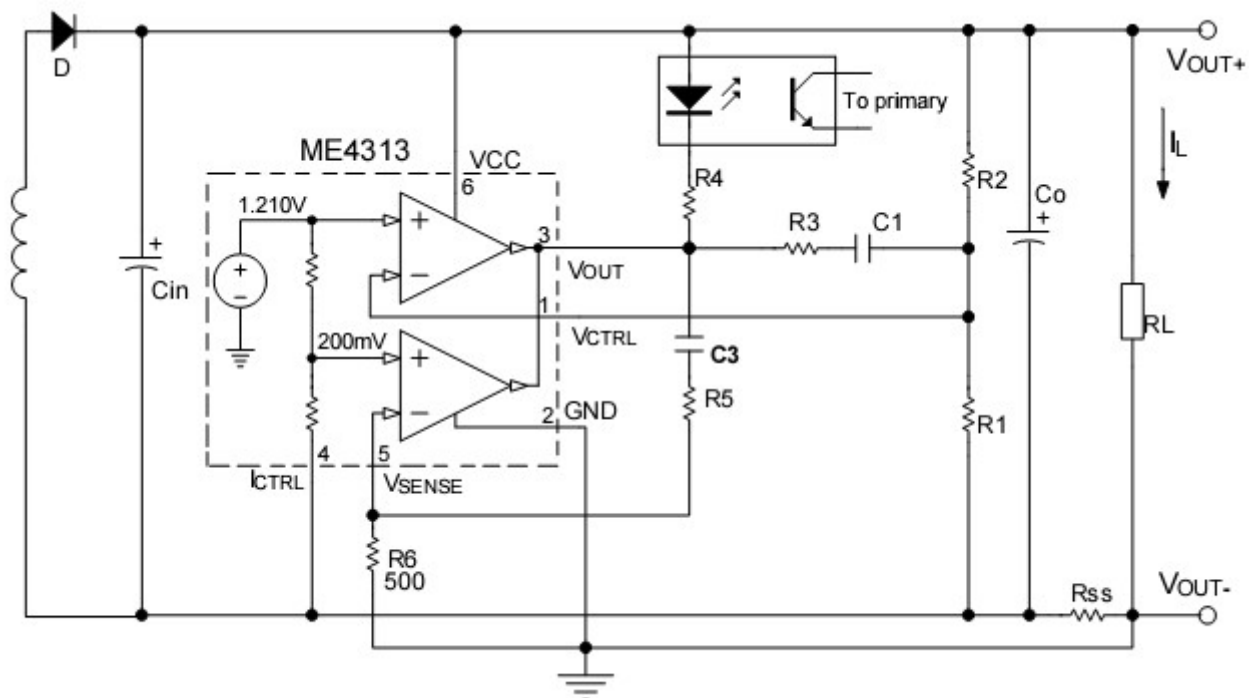 D
VOUT+
To primary
ME4313
VCC
6
R4
R2
Co
+
IL
1.210V
+
−
3
R3
C1
VOUT
+
−
+
Cin
1
VCTRL
200mV
+
−
C3
RL
R5
GND
2
R1
4
5
ICTRL
VSENSE
R6
500
Rss
VOUT-